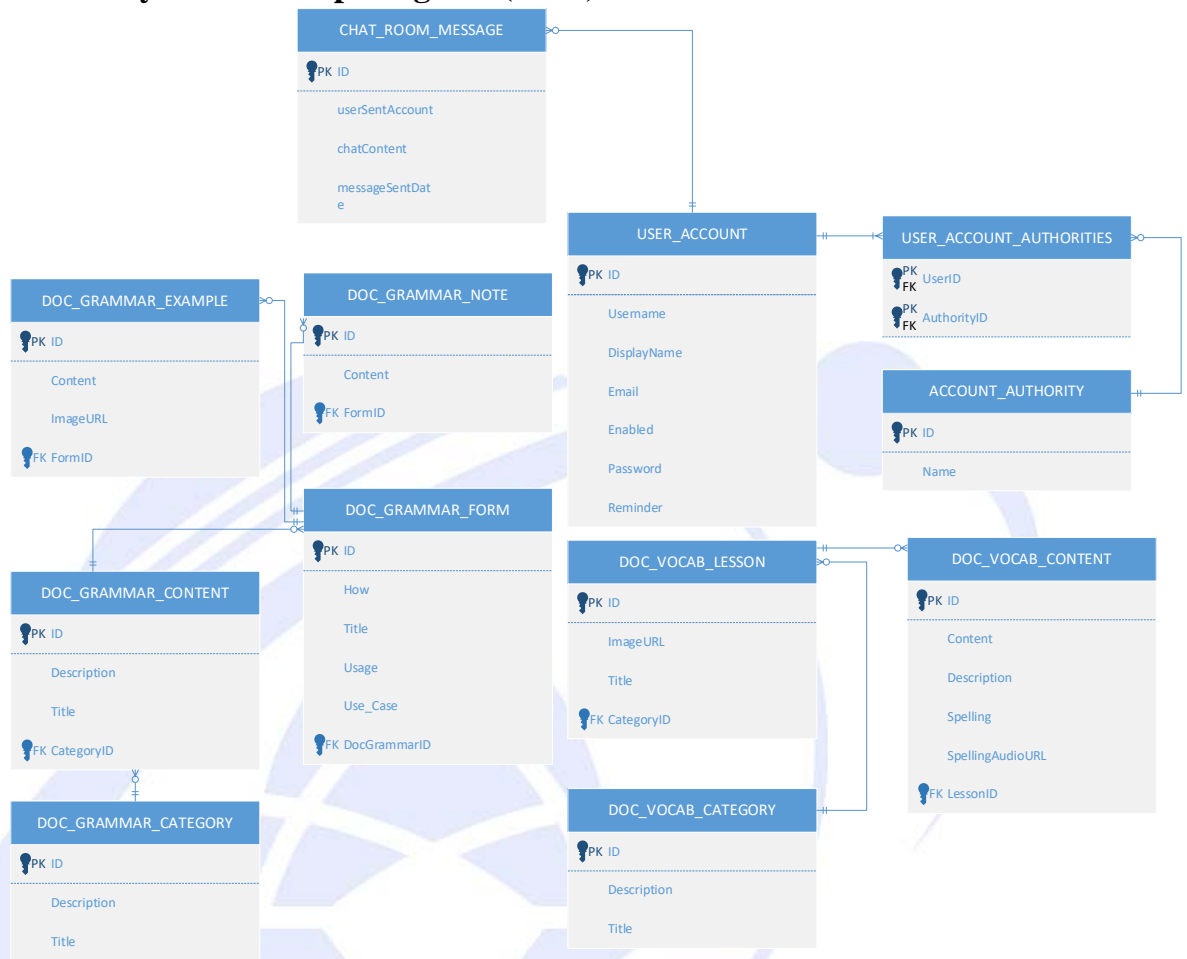 CHAT_ROOM_MESSAGE
PK ID
userSentAccount
chatContent
messageSentDat
e
USER_ACCOUNT
PK ID
Username
DisplayName
Email
Enabled
Password
Reminder
USER_ACCOUNT_AUTHORITIES
PK
FK UserID
PK
FK AuthorityID
ACCOUNT_AUTHORITY
PK ID
Name
DOC_GRAMMAR_EXAMPLE
PK ID
Content
ImageURL
FK FormID
DOC_GRAMMAR_NOTE
PK ID
Content
FK FormID
DOC_GRAMMAR_FORM
PK ID
How
Title
Usage
Use_Case
FK DocGrammarID
DOC_GRAMMAR_CONTENT
PK ID
Description
Title
FK CategoryID
DOC_GRAMMAR_CATEGORY
PK ID
Description
Title
DOC_VOCAB_LESSON
PK ID
ImageURL
Title
FK CategoryID
DOC_VOCAB_CONTENT
PK ID
Content
Description
Spelling
SpellingAudioURL
FK LessonID
DOC_VOCAB_CATEGORY
PK ID
Description
Title